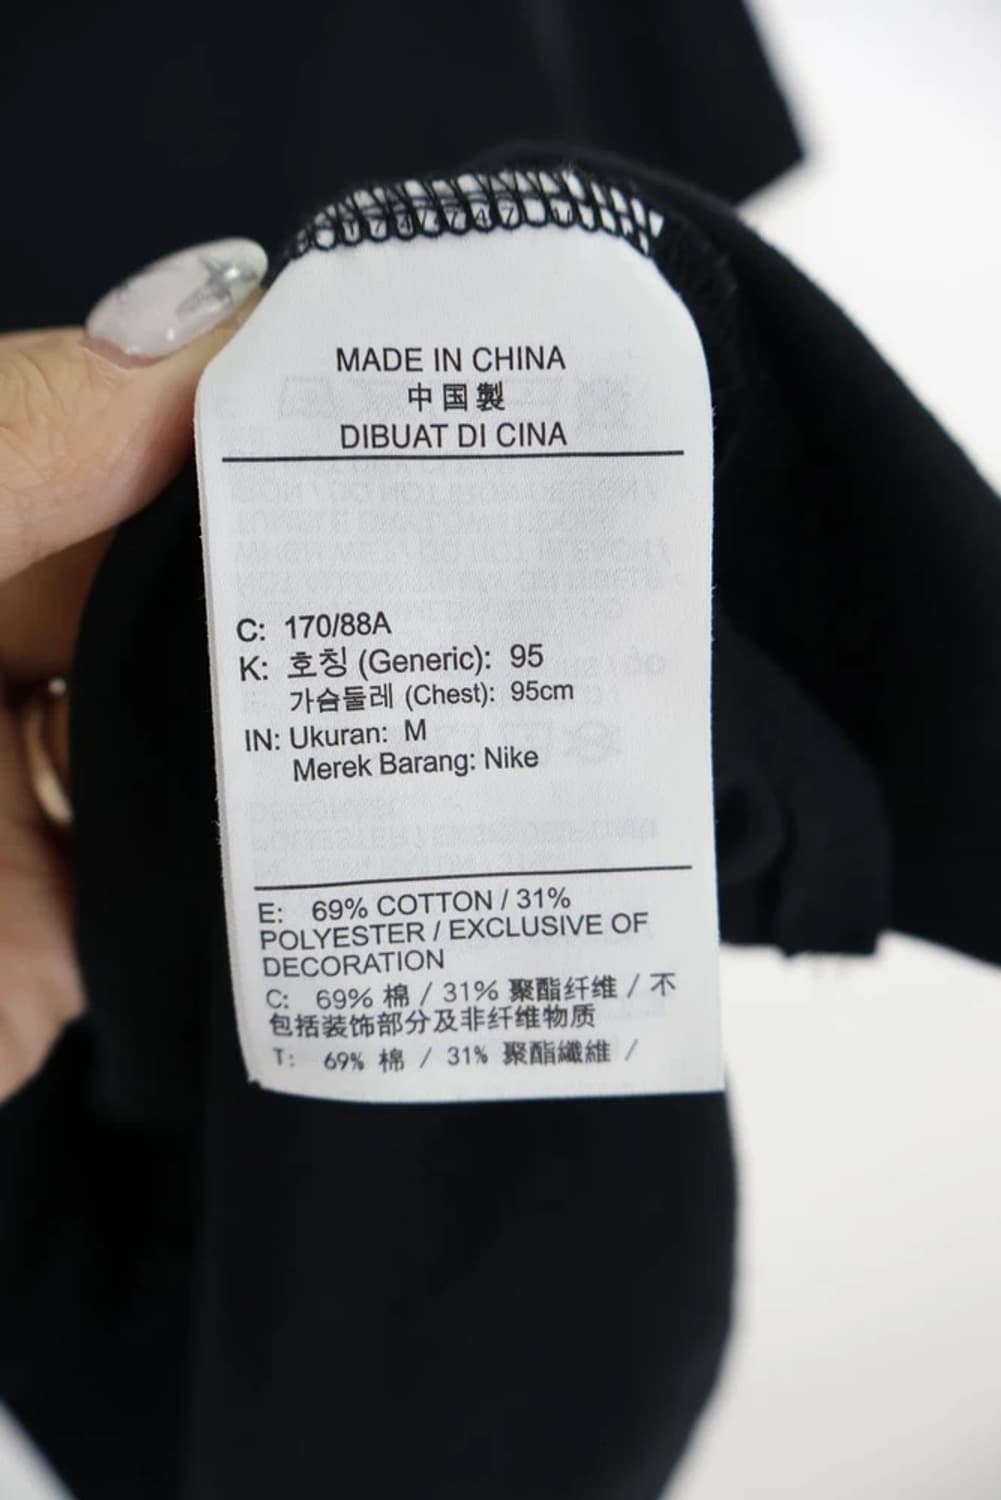 MADE IN CHINA
中国製
DIBUAT DI CINA
C: 170/88A
K: 호칭 (Generic): 95
가슴둘레 (Chest): 95cm
IN: Ukuran: M
Merek Barang: Nike
E: 69% COTTON / 31%
POLYESTER / EXCLUSIVE OF
DECORATION
C: 69% 棉 / 31% 聚酯纤维 / 不
包括装饰部分及非纤维物质
T: 69% 棉 / 31% 聚酯纖維 /